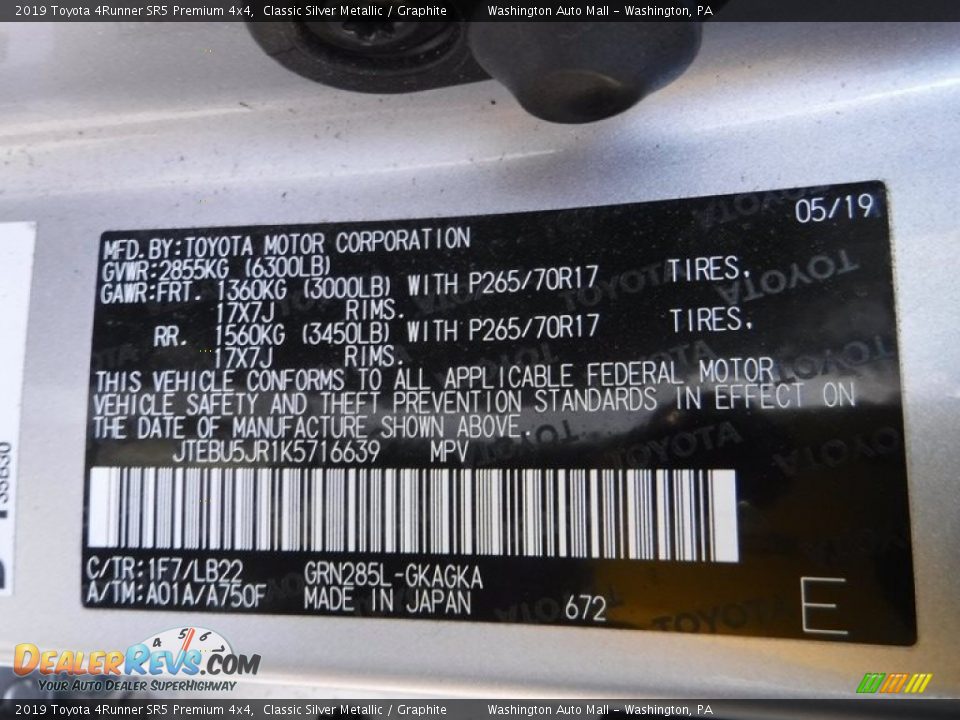 2019 Toyota 4Runner SR5 Premium 4x4, Classic Silver Metallic / Graphite Washington Auto Mall - Washington, PA
05/19
MFD.BY:TOYOTA MOTOR CORPORATION
GVWR:2855KG (6300LB)
GAWR:FRT. 1360KG (3000LB) WITH P265/70R17 TIRES,
17X7J RIMS.
RR. 1560KG (3450LB) WITH P265/70R17 TIRES,
17X7J RIMS.
THIS VEHICLE CONFORMS TO ALL APPLICABLE FEDERAL MOTOR
VEHICLE SAFETY AND THEFT PREVENTION STANDARDS IN EFFECT ON
THE DATE OF MANUFACTURE SHOWN ABOVE.
JTEBU5JR1K5716639 MPV
C/TR:1F7/LB22 GRN285L-GKAGKA
A/TM:A01A/A750F MADE IN JAPAN 672 E
4 5 6
DEALERREVS.COM
YOUR AUTO DEALER SUPERHIGHWAY
2019 Toyota 4Runner SR5 Premium 4x4, Classic Silver Metallic / Graphite Washington Auto Mall - Washington, PA